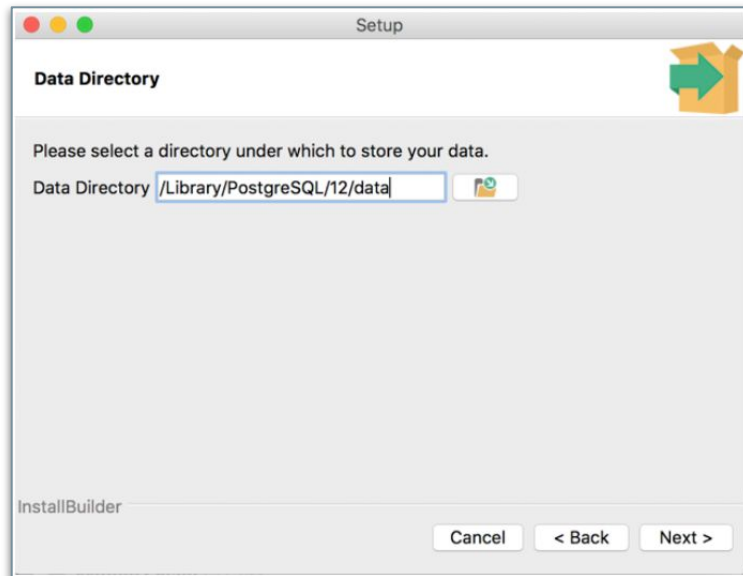 Setup
Data Directory
Please select a directory under which to store your data.
Data Directory /Library/PostgreSQL/12/data
InstallBuilder
Cancel < Back Next >